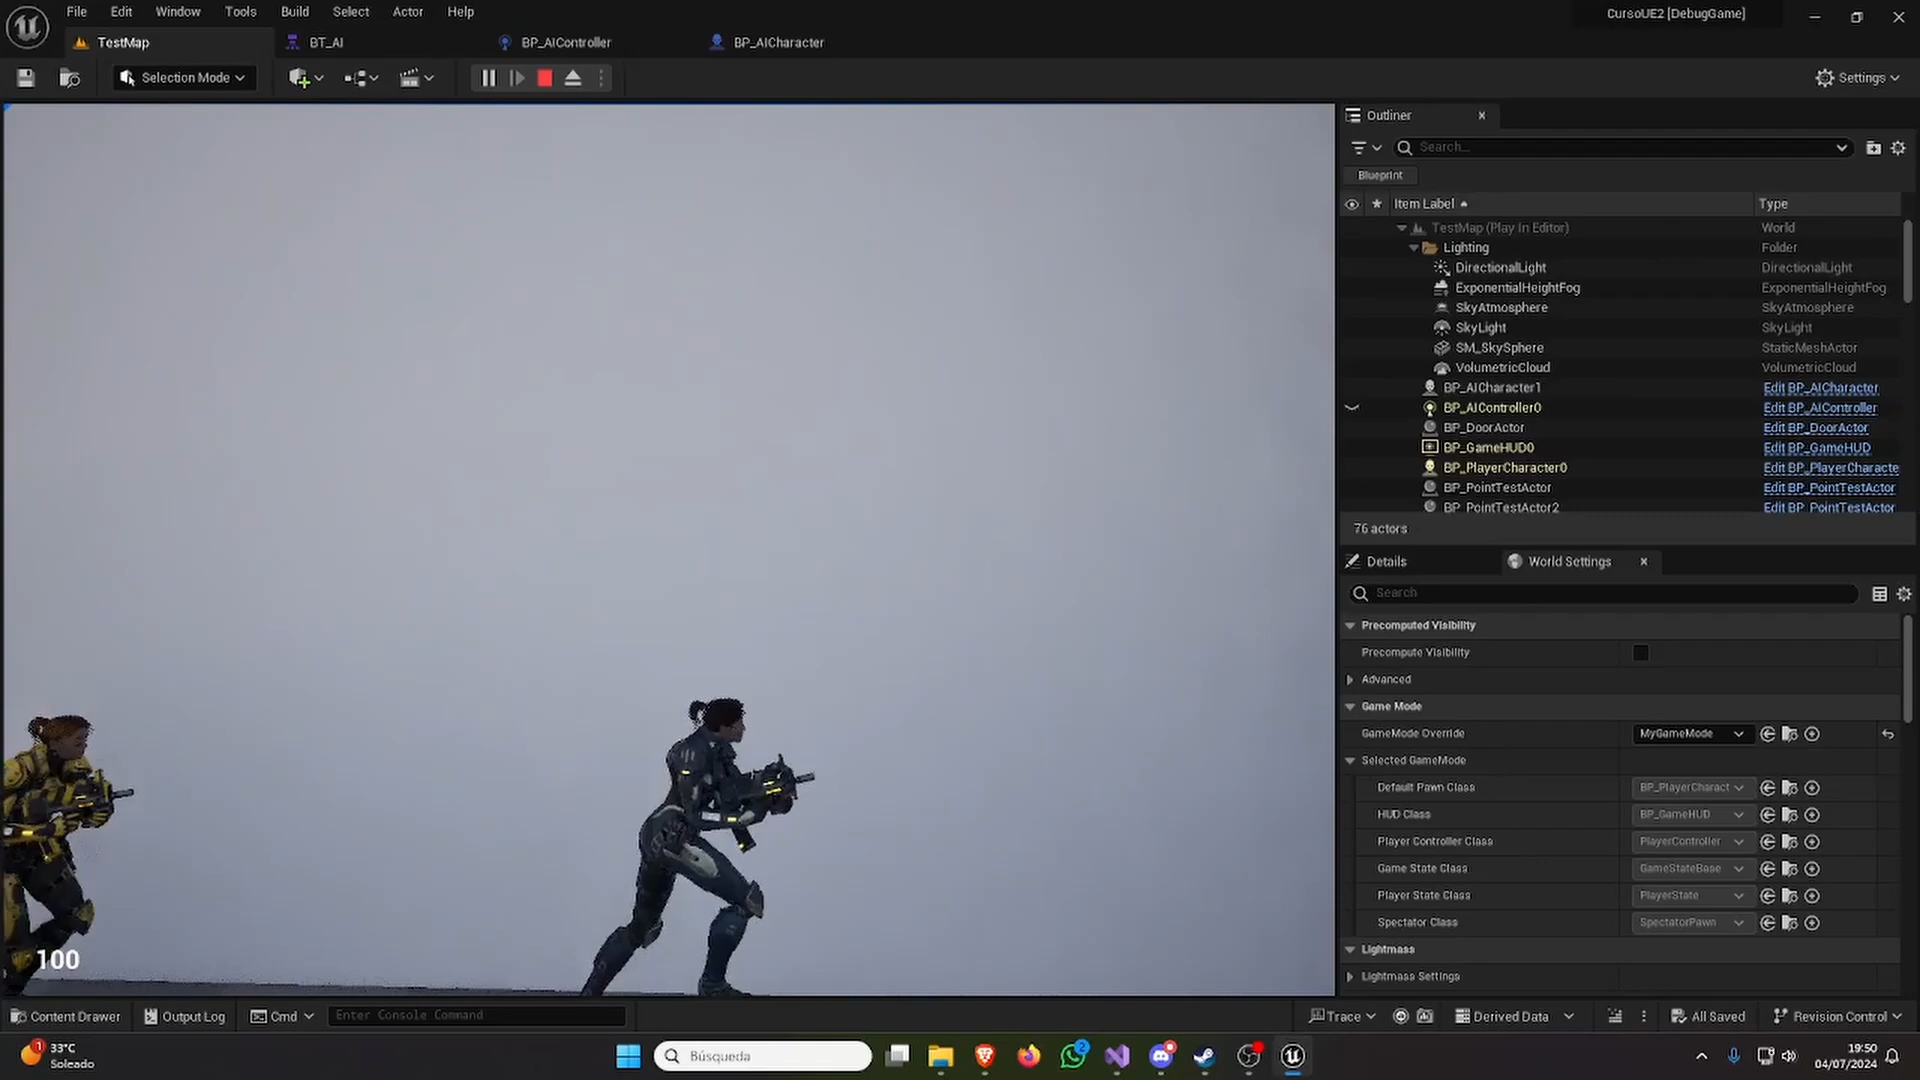 File Edit Window Tools Build Select Actor Help
CursoUE2 [DebugGame]
TestMap
BT_AI
BP_AIController
BP_AICharacter
Selection Mode
Settings
Outliner
Search...
Blueprint
Item Label
Type
TestMap (Play In Editor)
World
Lighting
Folder
DirectionalLight
DirectionalLight
ExponentialHeightFog
ExponentialHeightFog
SkyAtmosphere
SkyAtmosphere
SkyLight
SkyLight
SM_SkySphere
StaticMeshActor
VolumetricCloud
VolumetricCloud
BP_AICharacter1
Edit BP_AICharacter
BP_AIController0
Edit BP_AIController
BP_DoorActor
Edit BP_DoorActor
BP_GameHUD0
Edit BP_GameHUD
BP_PlayerCharacter0
Edit BP_PlayerCharacte
BP_PointTestActor
Edit BP_PointTestActor
BP_PointTestActor2
Edit BP_PointTestActor
76 actors
Details
World Settings
Search
Precomputed Visibility
Precompute Visibility
Advanced
Game Mode
GameMode Override
MyGameMode
Selected GameMode
Default Pawn Class
BP_PlayerCharact
HUD Class
BP_GameHUD
Player Controller Class
PlayerController
Game State Class
GameStateBase
Player State Class
PlayerState
Spectator Class
SpectatorPawn
Lightmass
Lightmass Settings
100
Content Drawer
Output Log
Cmd
Enter Console Command
Trace
Derived Data
All Saved
Revision Control
1
33°C
Soleado
Búsqueda
2
19:50
04/07/2024